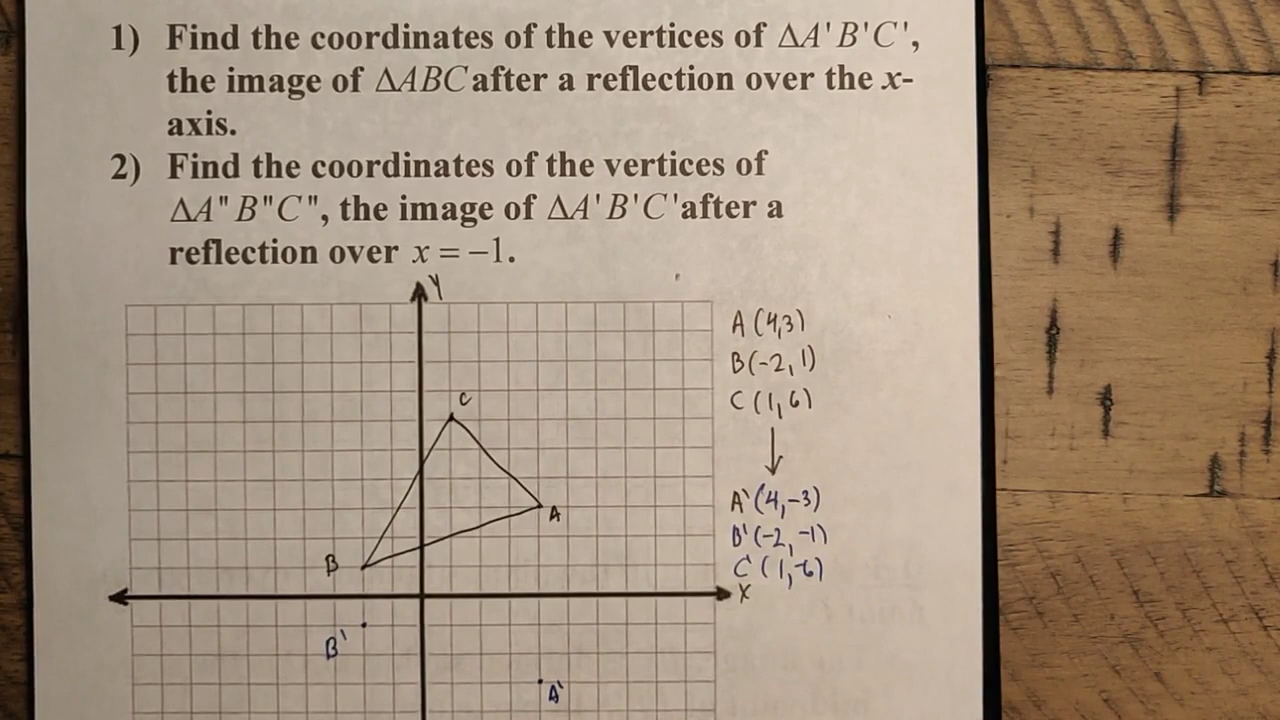 1) Find the coordinates of the vertices of ΔA'B'C',
the image of ΔABC after a reflection over the x-
axis.
2) Find the coordinates of the vertices of
ΔA"B"C", the image of ΔA'B'C' after a
reflection over x = −1.
Y
A (4,3)
B(-2,1)
C (1,6)
C
A
B
A'(4,-3)
B'(-2,-1)
C'(1,-6)
X
B'
A'